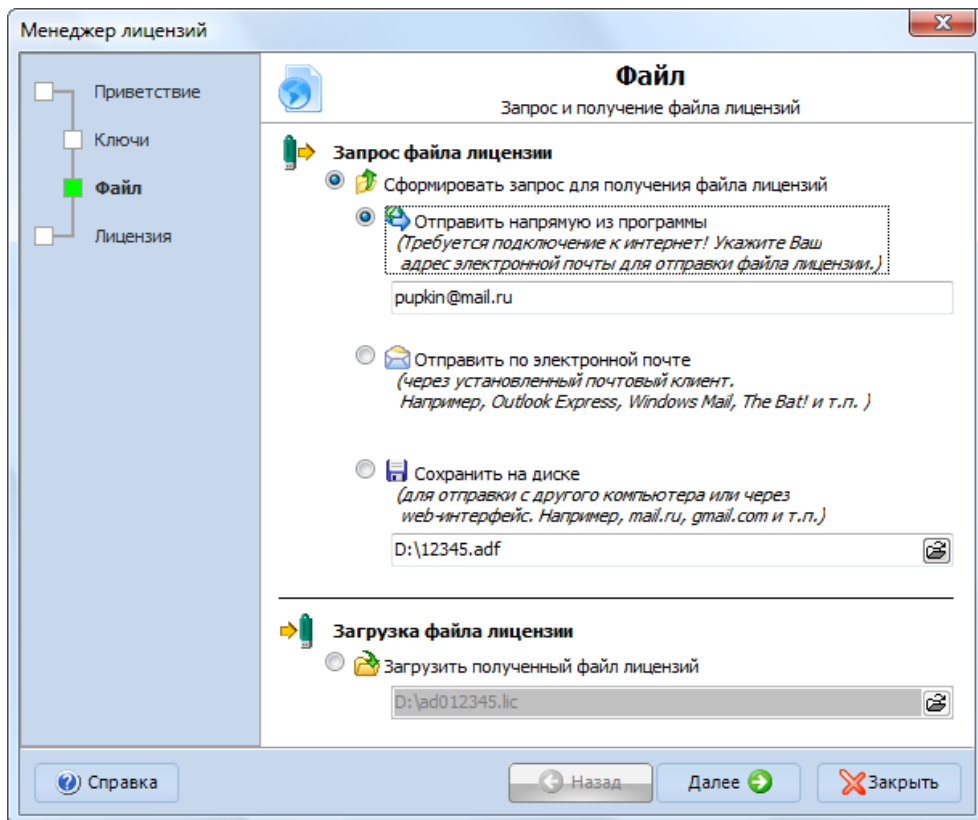 Менеджер лицензий
Приветствие
Ключи
Файл
Лицензия
Файл
Запрос и получение файла лицензий
Запрос файла лицензии
Сформировать запрос для получения файла лицензий
Отправить напрямую из программы
(Требуется подключение к интернет! Укажите Ваш
адрес электронной почты для отправки файла лицензии.)
pupkin@mail.ru
Отправить по электронной почте
(через установленный почтовый клиент.
Например, Outlook Express, Windows Mail, The Bat! и т.п. )
Сохранить на диске
(для отправки с другого компьютера или через
web-интерфейс. Например, mail.ru, gmail.com и т.п.)
D:\12345.adf
Загрузка файла лицензии
Загрузить полученный файл лицензий
D:\ad012345.lic
Справка
Назад
Далее
Закрыть